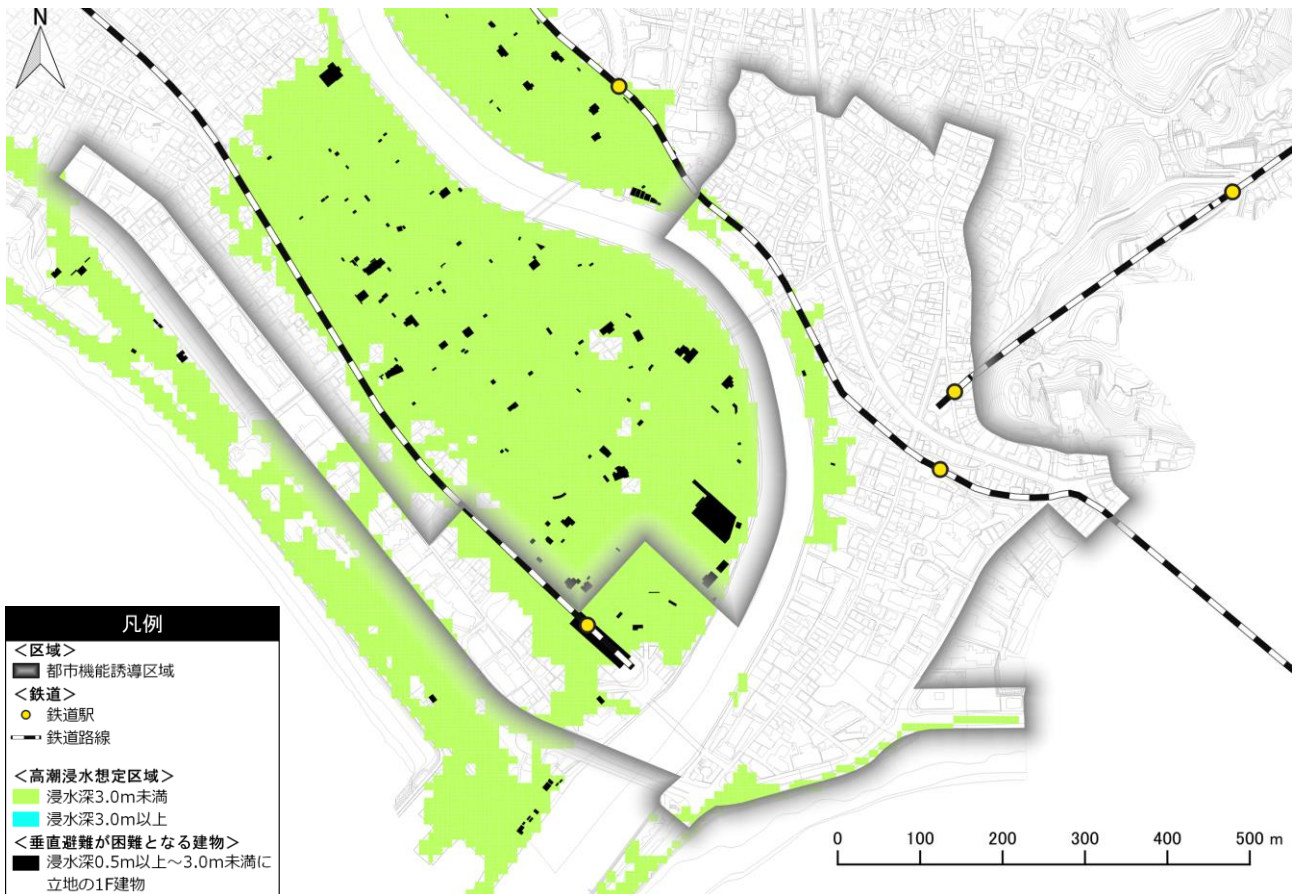 N
凡例
<区域>
都市機能誘導区域
<鉄道>
鉄道駅
鉄道路線
<高潮浸水想定区域>
浸水深3.0m未満
浸水深3.0m以上
<垂直避難が困難となる建物>
浸水深0.5m以上～3.0m未満に
立地の1F建物
0 100 200 300 400 500 m